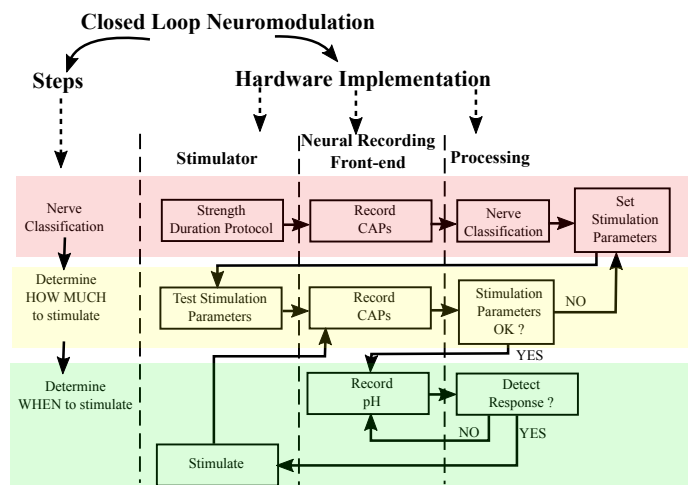 Closed Loop Neuromodulation
Steps
Hardware Implementation
Stimulator
Neural Recording
Front-end
Processing
Nerve
Classification
Strength
Duration Protocol
Record
CAPs
Nerve
Classification
Set
Stimulation
Parameters
Determine
HOW MUCH
to stimulate
Test Stimulation
Parameters
Record
CAPs
Stimulation
Parameters
OK ?
NO
YES
Determine
WHEN to stimulate
Record
pH
Detect
Response ?
NO
YES
Stimulate